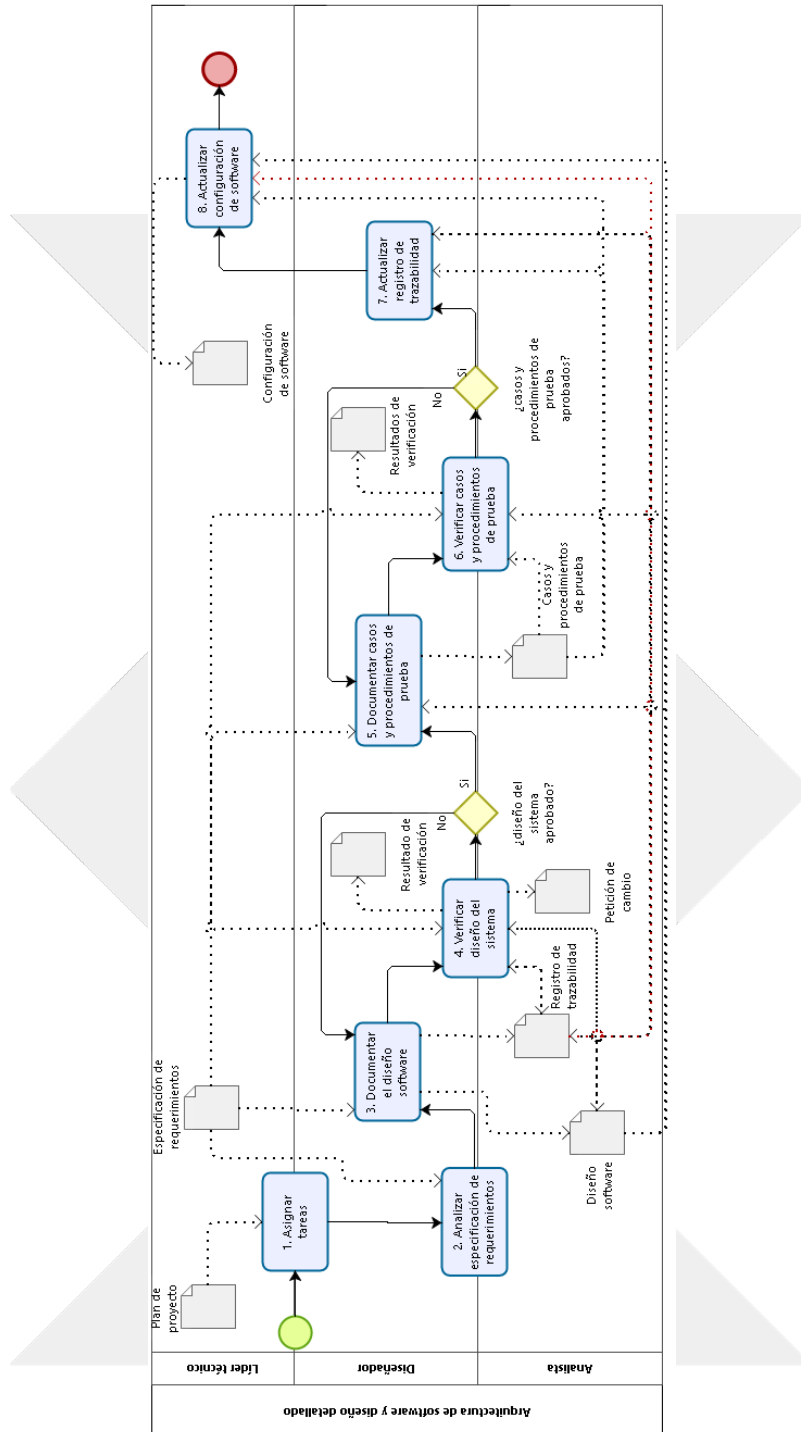 Arquitectura de software y diseño detallado
Líder técnico
Diseñador
Analista
Plan de
proyecto
1. Asignar
tareas
2. Analizar
especificación de
requerimientos
Especificación de
requerimientos
3. Documentar
el diseño
software
Diseño
software
Registro de
trazabilidad
4. Verificar
diseño del
sistema
Resultado de
verificación
Petición de
cambio
¿diseño del
sistema
aprobado?
No
Si
5. Documentar casos
y procedimientos de
prueba
Casos y
procedimientos
de prueba
6. Verificar casos
y procedimientos
de prueba
Resultados de
verificación
¿casos y
procedimientos de
prueba
aprobados?
No
Si
7. Actualizar
registro de
trazabilidad
8. Actualizar
configuración
de software
Configuración
de software